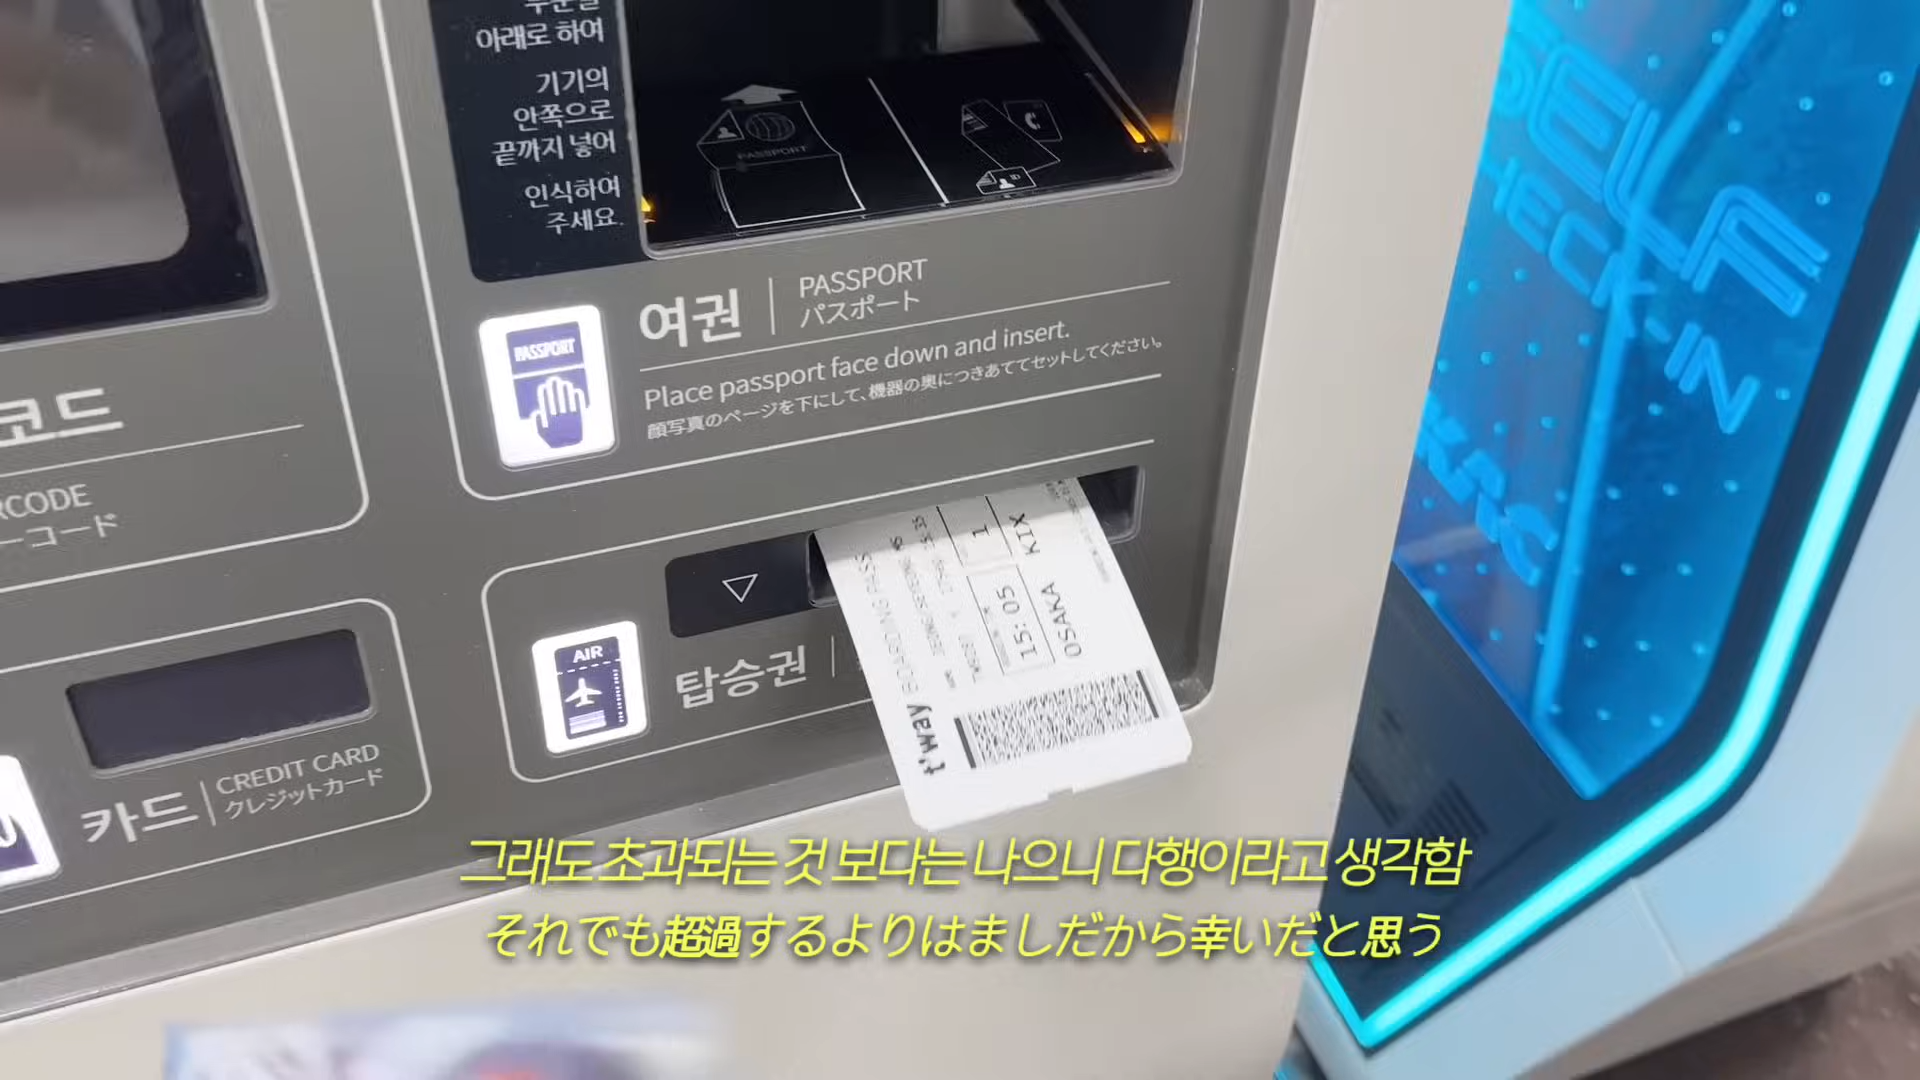 아래로 하여
기기의
안쪽으로
끝까지 넣어
인식하여
주세요.
PASSPORT
SELF
CHECK-IN
PASSPORT
여권
PASSPORT
パスポート
Place passport face down and insert.
顔写真のページを下にして、機器の奥につきあててセットしてください。
코드
RCODE
ーコード
AIR
탑승권
t'way BOARDING PASS
15:05
1
OSAKA
KIX
카드
CREDIT CARD
クレジットカード
그래도 초과되는 것 보다는 나으니 다행이라고 생각함
それでも超過するよりはましだから幸いだと思う